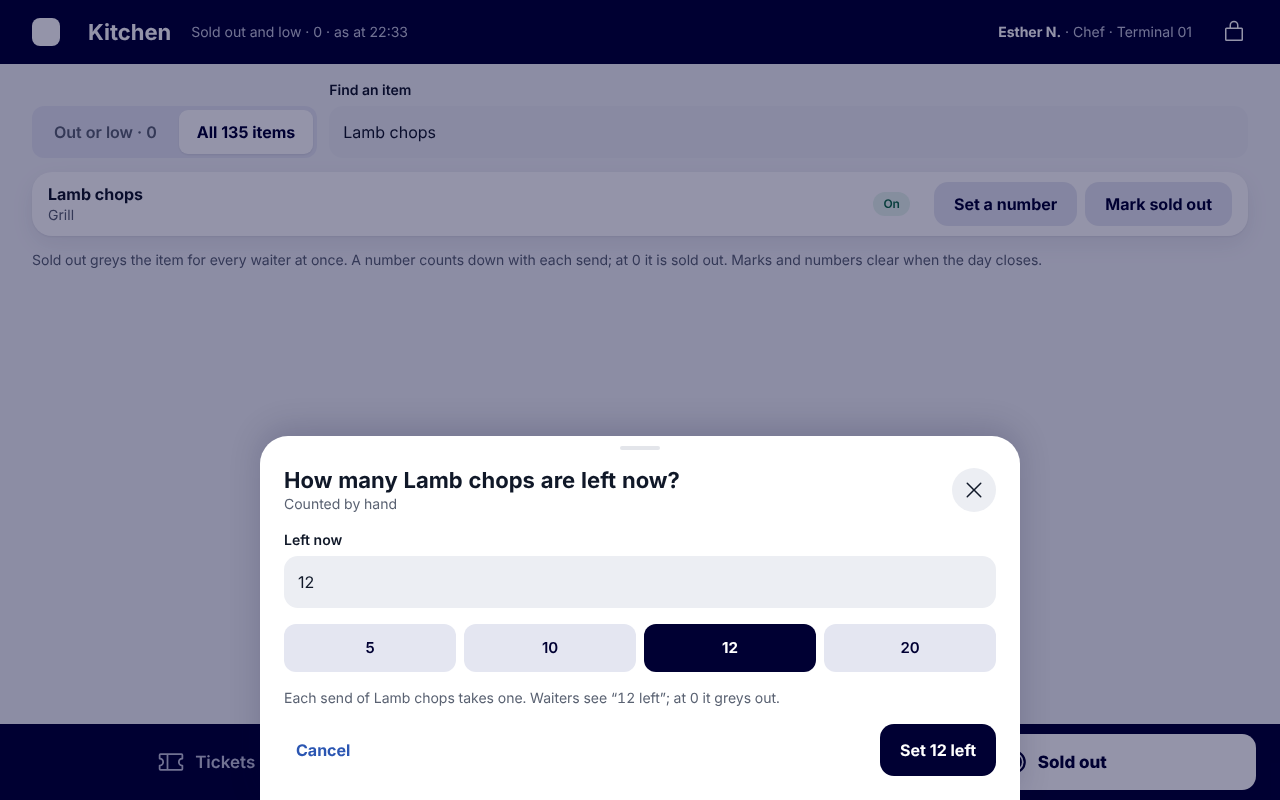 Kitchen
Sold out and low · 0 · as at 22:33
Esther N. · Chef · Terminal 01
Find an item
Out or low · 0
All 135 items
Lamb chops
Lamb chops
Grill
On
Set a number
Mark sold out
Sold out greys the item for every waiter at once. A number counts down with each send; at 0 it is sold out. Marks and numbers clear when the day closes.
How many Lamb chops are left now?
Counted by hand
Left now
12
5
10
12
20
Each send of Lamb chops takes one. Waiters see “12 left”; at 0 it greys out.
Cancel
Set 12 left
Tickets
Sold out